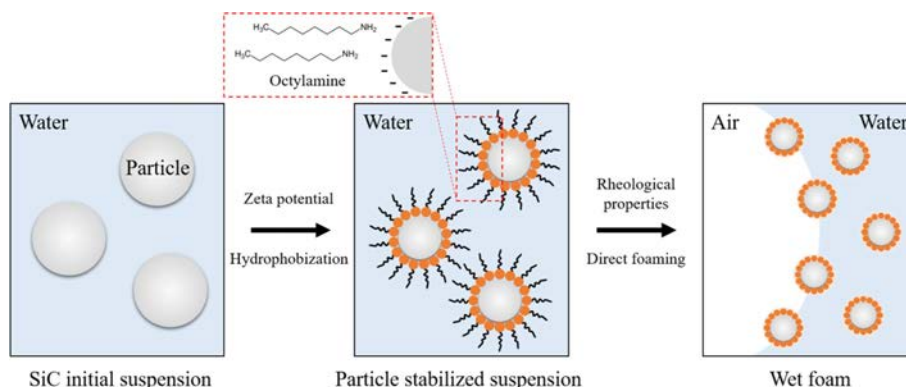 H₃C NH₂
H₃C NH₂
Octylamine
Water
Particle
SiC initial suspension
Zeta potential
Hydrophobization
Water
Particle stabilized suspension
Rheological
properties
Direct foaming
Air
Water
Wet foam